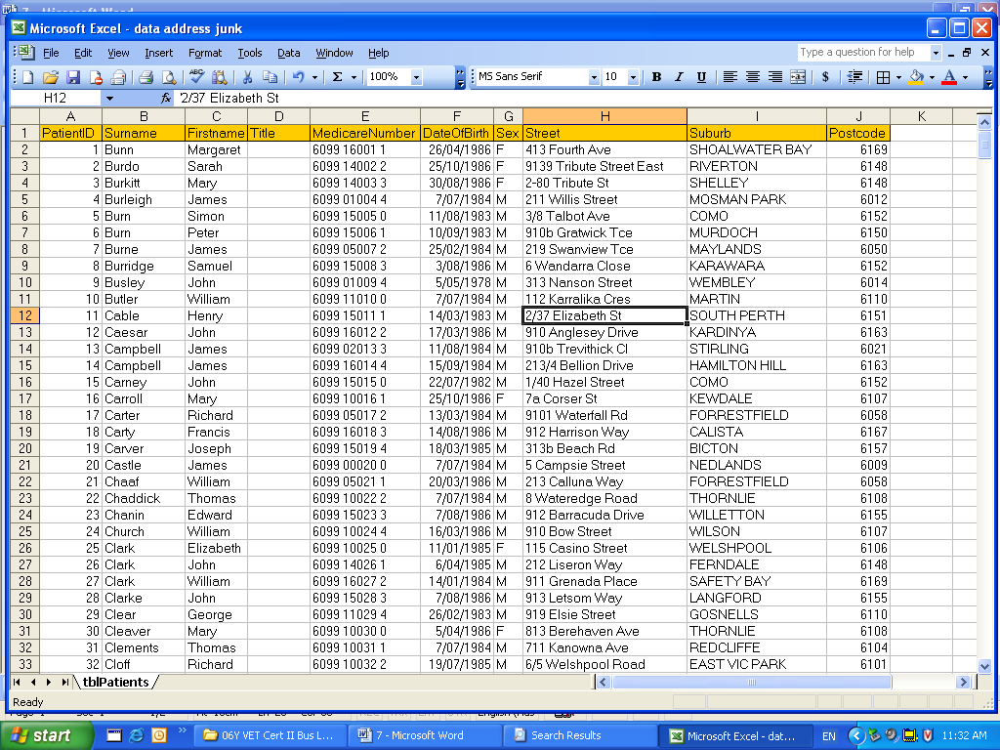 7 - Microsoft Word
Microsoft Excel - data address junk
File Edit View Insert Format Tools Data Window Help Type a question for help
100% MS Sans Serif 10 B I U $ A
H12 fx '2/37 Elizabeth St
A B C D E F G H I J K
1 PatientID Surname Firstname Title MedicareNumber DateOfBirth Sex Street Suburb Postcode
2 1 Bunn Margaret 6099 16001 1 26/04/1986 F 413 Fourth Ave SHOALWATER BAY 6169
3 2 Burdo Sarah 6099 14002 2 25/10/1986 F 9139 Tribute Street East RIVERTON 6148
4 3 Burkitt Mary 6099 14003 3 30/08/1986 F 2-80 Tribute St SHELLEY 6148
5 4 Burleigh James 6099 01004 4 7/07/1984 M 211 Willis Street MOSMAN PARK 6012
6 5 Burn Simon 6099 15005 0 11/08/1983 M 3/8 Talbot Ave COMO 6152
7 6 Burn Peter 6099 15006 1 10/09/1983 M 910b Gratwick Tce MURDOCH 6150
8 7 Burne James 6099 05007 2 25/02/1984 M 219 Swanview Tce MAYLANDS 6050
9 8 Burridge Samuel 6099 15008 3 3/08/1986 M 6 Wandarra Close KARAWARA 6152
10 9 Busley John 6099 01009 4 5/05/1978 M 313 Nanson Street WEMBLEY 6014
11 10 Butler William 6099 11010 0 7/07/1984 M 112 Karralika Cres MARTIN 6110
12 11 Cable Henry 6099 15011 1 14/03/1983 M 2/37 Elizabeth St SOUTH PERTH 6151
13 12 Caesar John 6099 16012 2 17/03/1986 M 910 Anglesey Drive KARDINYA 6163
14 13 Campbell James 6099 02013 3 11/08/1984 M 910b Trevithick Cl STIRLING 6021
15 14 Campbell James 6099 16014 4 15/09/1984 M 213/4 Bellion Drive HAMILTON HILL 6163
16 15 Carney John 6099 15015 0 22/07/1982 M 1/40 Hazel Street COMO 6152
17 16 Carroll Mary 6099 10016 1 25/10/1986 F 7a Corser St KEWDALE 6107
18 17 Carter Richard 6099 05017 2 13/03/1984 M 9101 Waterfall Rd FORRESTFIELD 6058
19 18 Carty Francis 6099 16018 3 14/08/1986 M 912 Harrison Way CALISTA 6167
20 19 Carver Joseph 6099 15019 4 18/03/1985 M 313b Beach Rd BICTON 6157
21 20 Castle James 6099 00020 0 7/07/1984 M 5 Campsie Street NEDLANDS 6009
22 21 Chaaf William 6099 05021 1 20/03/1986 M 213 Calluna Way FORRESTFIELD 6058
23 22 Chaddick Thomas 6099 10022 2 7/07/1984 M 8 Wateredge Road THORNLIE 6108
24 23 Chanin Edward 6099 15023 3 7/08/1986 M 912 Barracuda Drive WILLETTON 6155
25 24 Church William 6099 10024 4 16/03/1986 M 910 Bow Street WILSON 6107
26 25 Clark Elizabeth 6099 10025 0 11/01/1985 F 115 Casino Street WELSHPOOL 6106
27 26 Clark John 6099 14026 1 6/04/1985 M 212 Liseron Way FERNDALE 6148
28 27 Clark William 6099 16027 2 14/01/1984 M 911 Grenada Place SAFETY BAY 6169
29 28 Clarke John 6099 15028 3 7/08/1986 M 913 Letsom Way LANGFORD 6155
30 29 Clear George 6099 11029 4 26/02/1983 M 919 Elsie Street GOSNELLS 6110
31 30 Cleaver Mary 6099 10030 0 5/04/1986 F 813 Berehaven Ave THORNLIE 6108
32 31 Clements Thomas 6099 10031 1 7/07/1984 M 711 Kanowna Ave REDCLIFFE 6104
33 32 Cloff Richard 6099 10032 2 19/07/1985 M 6/5 Welshpool Road EAST VIC PARK 6101
tblPatients
Ready
start 06Y VET Cert II Bus L... 7 - Microsoft Word Search Results Microsoft Excel - dat... EN 11:32 AM